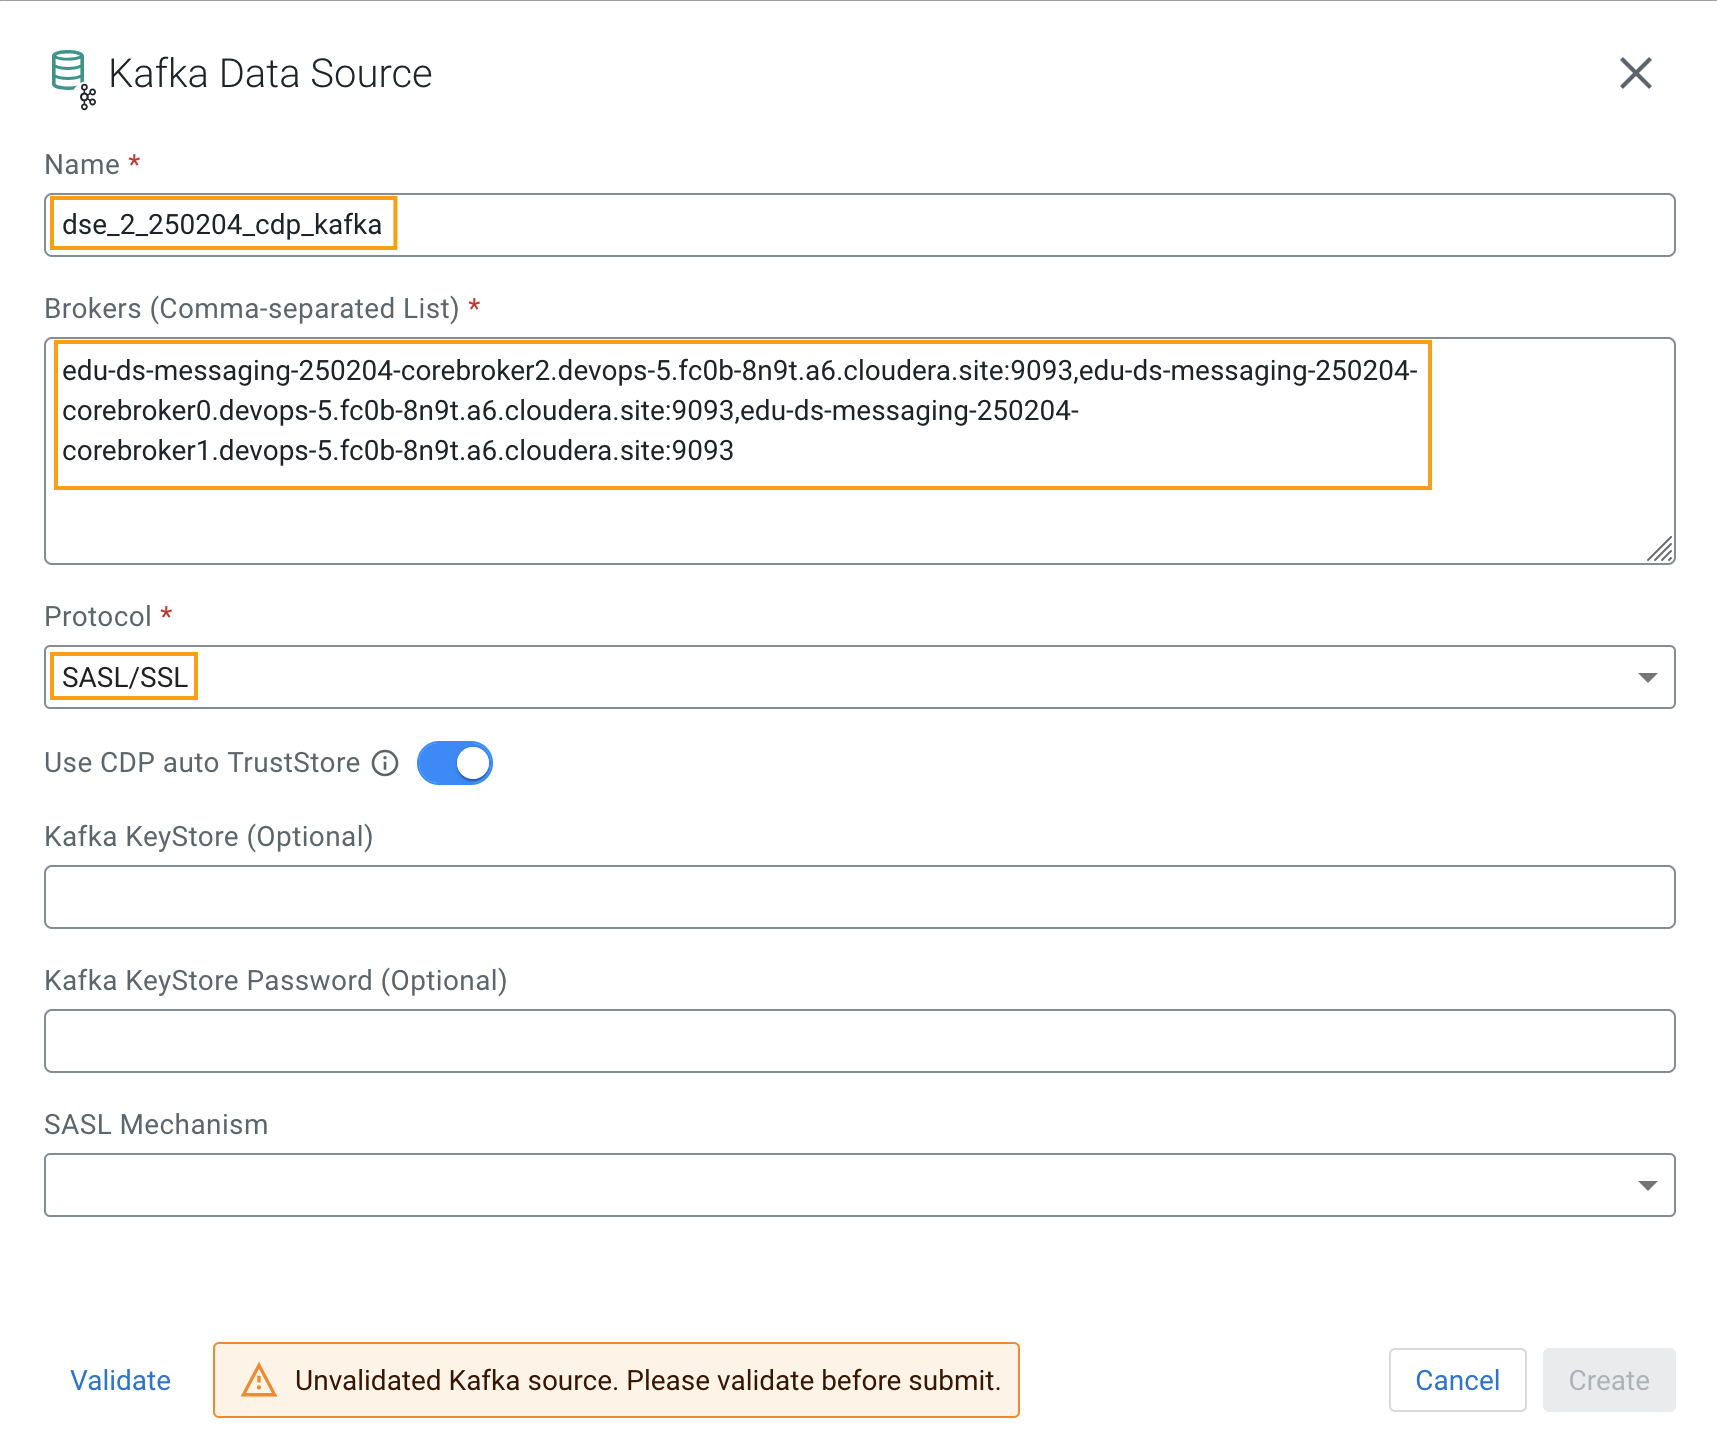 Kafka Data Source
Name *
dse_2_250204_cdp_kafka
Brokers (Comma-separated List) *
edu-ds-messaging-250204-corebroker2.devops-5.fc0b-8n9t.a6.cloudera.site:9093,edu-ds-messaging-250204-
corebroker0.devops-5.fc0b-8n9t.a6.cloudera.site:9093,edu-ds-messaging-250204-
corebroker1.devops-5.fc0b-8n9t.a6.cloudera.site:9093
Protocol *
SASL/SSL
Use CDP auto TrustStore
Kafka KeyStore (Optional)
Kafka KeyStore Password (Optional)
SASL Mechanism
Validate
Unvalidated Kafka source. Please validate before submit.
Cancel
Create